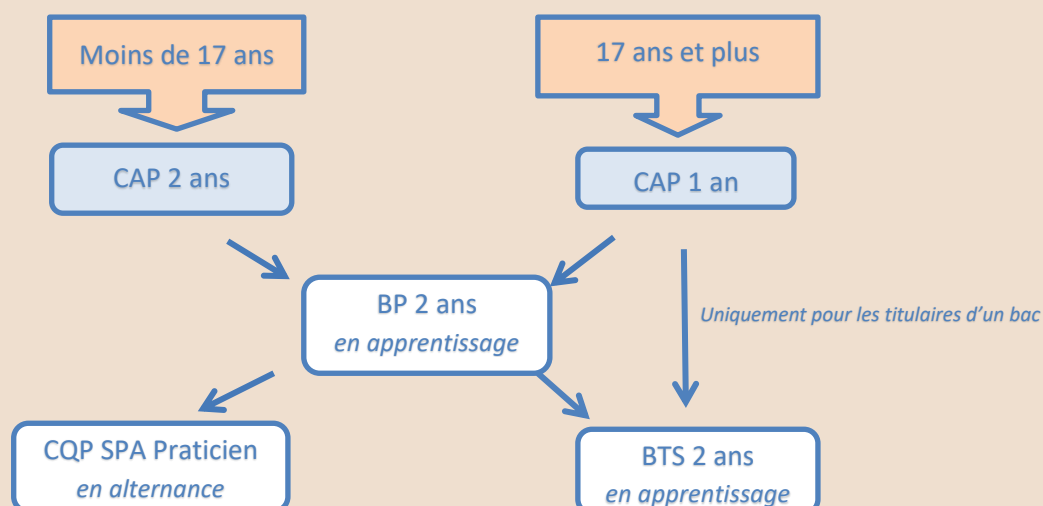 Moins de 17 ans
17 ans et plus
CAP 2 ans
CAP 1 an
BP 2 ans
en apprentissage
Uniquement pour les titulaires d’un bac
CQP SPA Praticien
en alternance
BTS 2 ans
en apprentissage